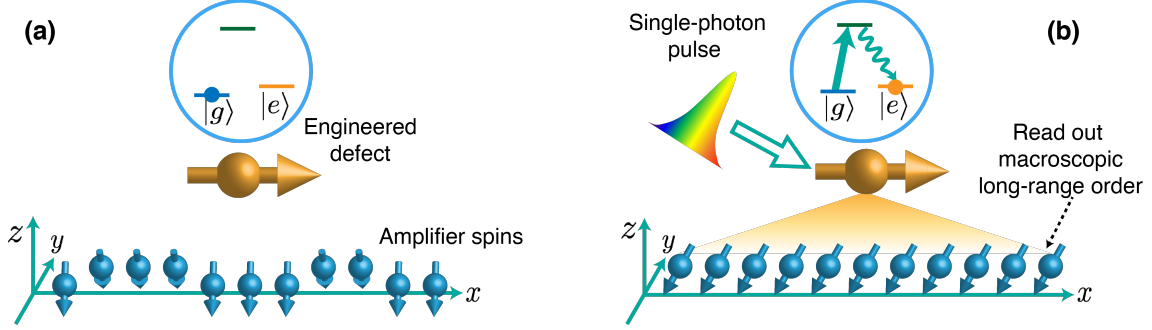 (a)
|g⟩
|e⟩
Engineered
defect
Amplifier spins
z
y
x
Single-photon
pulse
(b)
|g⟩
|e⟩
Read out
macroscopic
long-range order
z
y
x